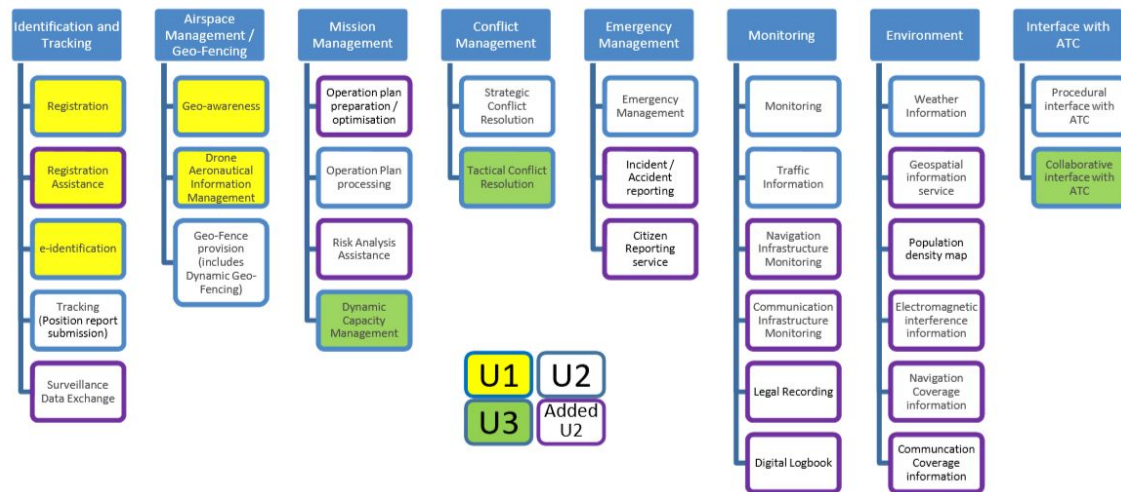 Identification and
Tracking
Registration
Registration
Assistance
e-identification
Tracking
(Position report
submission)
Surveillance
Data Exchange
Airspace
Management /
Geo-Fencing
Geo-awareness
Drone
Aeronautical
Information
Management
Geo-Fence
provision
(includes
Dynamic Geo-
Fencing)
Mission
Management
Operation plan
preparation /
optimisation
Operation Plan
processing
Risk Analysis
Assistance
Dynamic
Capacity
Management
Conflict
Management
Strategic
Conflict
Resolution
Tactical Conflict
Resolution
Emergency
Management
Emergency
Management
Incident /
Accident
reporting
Citizen
Reporting
service
Monitoring
Monitoring
Traffic
Information
Navigation
Infrastructure
Monitoring
Communication
Infrastructure
Monitoring
Legal Recording
Digital Logbook
Environment
Weather
Information
Geospatial
information
service
Population
density map
Electromagnetic
interference
information
Navigation
Coverage
information
Communcation
Coverage
information
Interface with
ATC
Procedural
interface with
ATC
Collaborative
interface with
ATC
U1
U2
U3
Added
U2